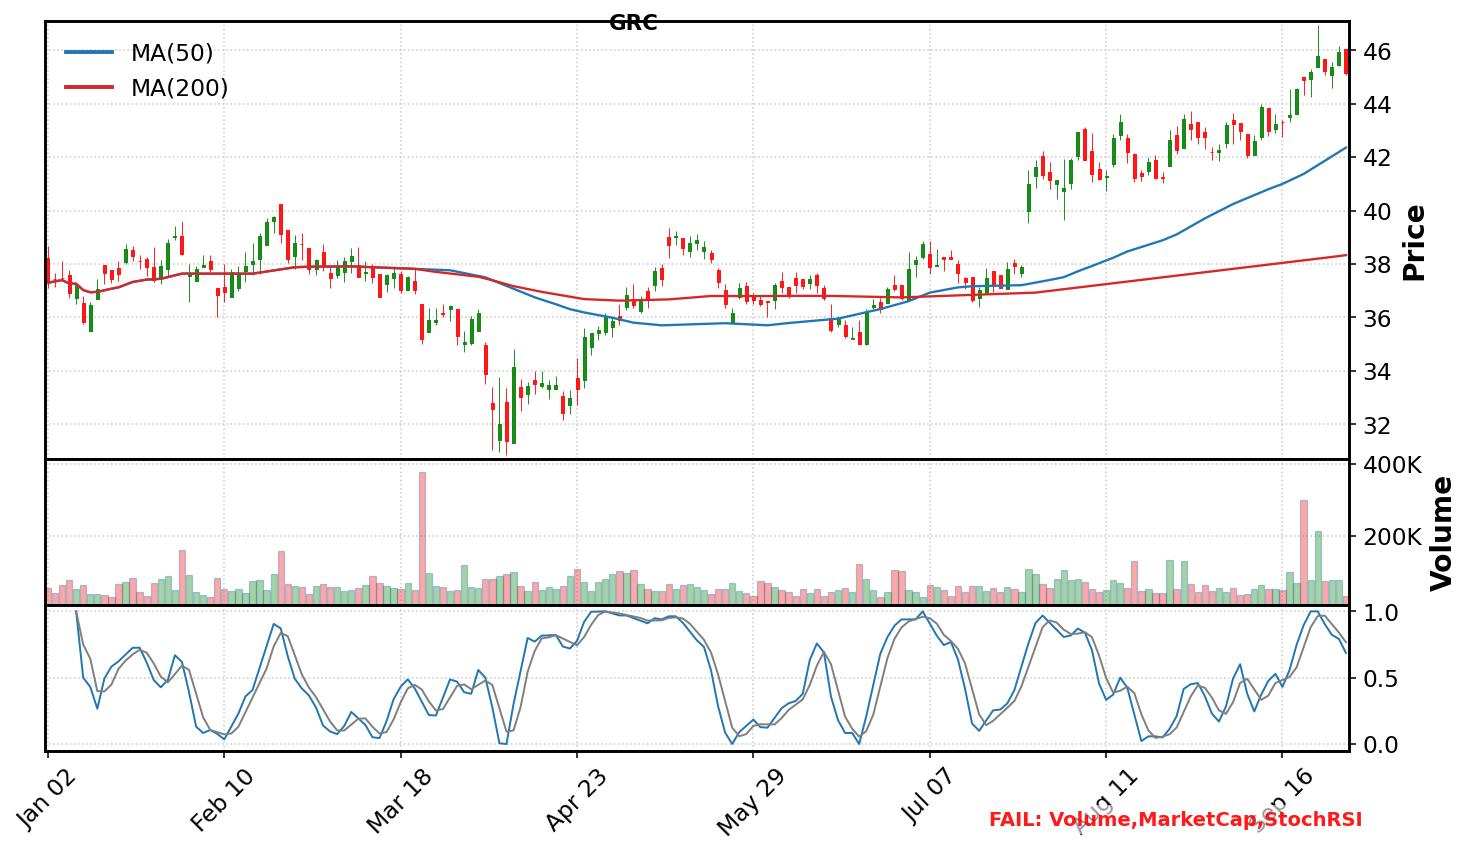 GRC
MA(50)
MA(200)
46
44
42
40
38
36
34
32
Price
400K
200K
Volume
1.0
0.5
0.0
Jan 02
Feb 10
Mar 18
Apr 23
May 29
Jul 07
Aug 11
Sep 16
FAIL: Volume,MarketCap,StochRSI